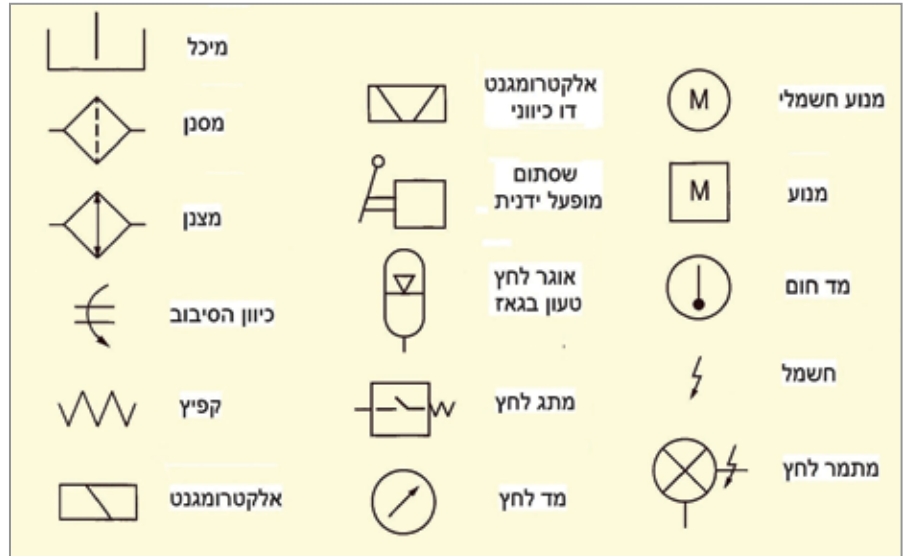 מיכל
מסנן
מצנן
כיוון הסיבוב
קפיץ
אלקטרומגנט
אלקטרומגנט
דו כיווני
שסתום
מופעל ידנית
אוגר לחץ
טעון בגאז
מתג לחץ
מד לחץ
M
מנוע חשמלי
M
מנוע
מד חום
חשמל
מתמר לחץ